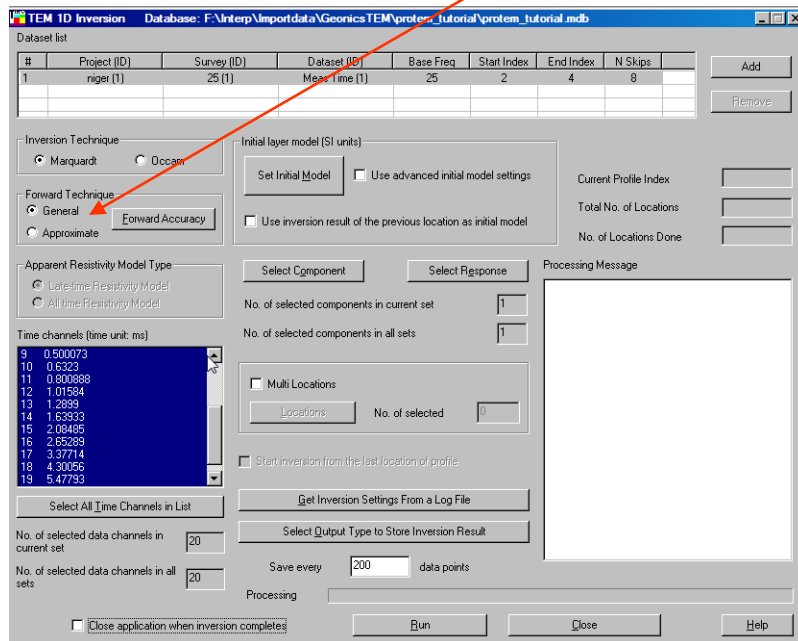 TEM 1D Inversion Database: F:\Interp\Importdata\GeonicsTEM\protem_tutorial\protem_tutorial.mdb
Dataset list
# Project (ID) Survey (ID) Dataset (ID) Base Freq Start Index End Index N Skips
1 niger (1) 25 (1) Meas Time (1) 25 2 4 8
Add
Remove
Inversion Technique
Marquardt Occam
Forward Technique
General
Approximate
Forward Accuracy
Initial layer model (SI units)
Set Initial Model
Use advanced initial model settings
Use inversion result of the previous location as initial model
Current Profile Index
Total No. of Locations
No. of Locations Done
Apparent Resistivity Model Type
Late-time Resistivity Model
All time Resistivity Model
Select Component
Select Response
No. of selected components in current set 1
No. of selected components in all sets 1
Processing Message
Time channels (time unit: ms)
9 0.500073
10 0.6323
11 0.800888
12 1.01584
13 1.2899
14 1.63933
15 2.08485
16 2.65289
17 3.37714
18 4.30056
19 5.47793
Multi Locations
Locations
No. of selected 0
Start inversion from the last location of profile
Select All Time Channels in List
Get Inversion Settings From a Log File
Select Output Type to Store Inversion Result
No. of selected data channels in
current set
20
No. of selected data channels in all
sets
20
Save every 200 data points
Processing
Close application when inversion completes
Run
Close
Help